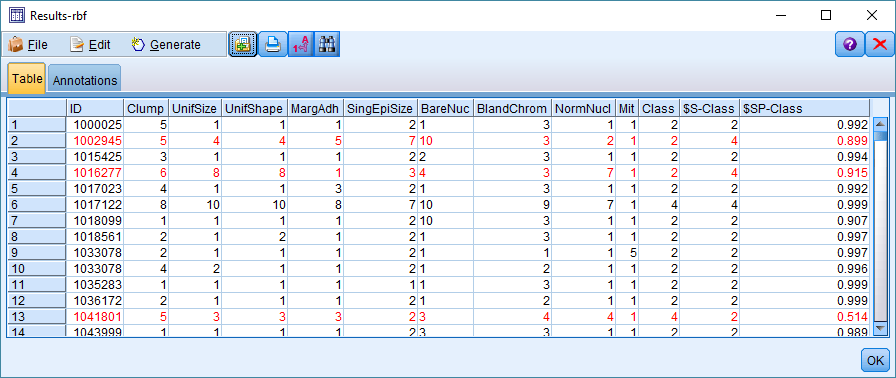 Results-rbf
File Edit Generate
Table Annotations
ID Clump UnifSize UnifShape MargAdh SingEpiSize BareNuc BlandChrom NormNucl Mit Class $S-Class $SP-Class
1 1000025 5 1 1 1 2 1 3 1 1 2 2 0.992
2 1002945 5 4 4 5 7 10 3 2 1 2 4 0.899
3 1015425 3 1 1 1 2 2 3 1 1 2 2 0.994
4 1016277 6 8 8 1 3 4 3 7 1 2 4 0.915
5 1017023 4 1 1 3 2 1 3 1 1 2 2 0.992
6 1017122 8 10 10 8 7 10 9 7 1 4 4 0.999
7 1018099 1 1 1 1 2 10 3 1 1 2 2 0.907
8 1018561 2 1 2 1 2 1 3 1 1 2 2 0.997
9 1033078 2 1 1 1 2 1 1 1 5 2 2 0.997
10 1033078 4 2 1 1 2 1 2 1 1 2 2 0.996
11 1035283 1 1 1 1 1 1 3 1 1 2 2 0.999
12 1036172 2 1 1 1 2 1 2 1 1 2 2 0.999
13 1041801 5 3 3 3 2 3 4 4 1 4 2 0.514
14 1043999 1 1 1 1 2 3 3 1 1 2 2 0.989
OK